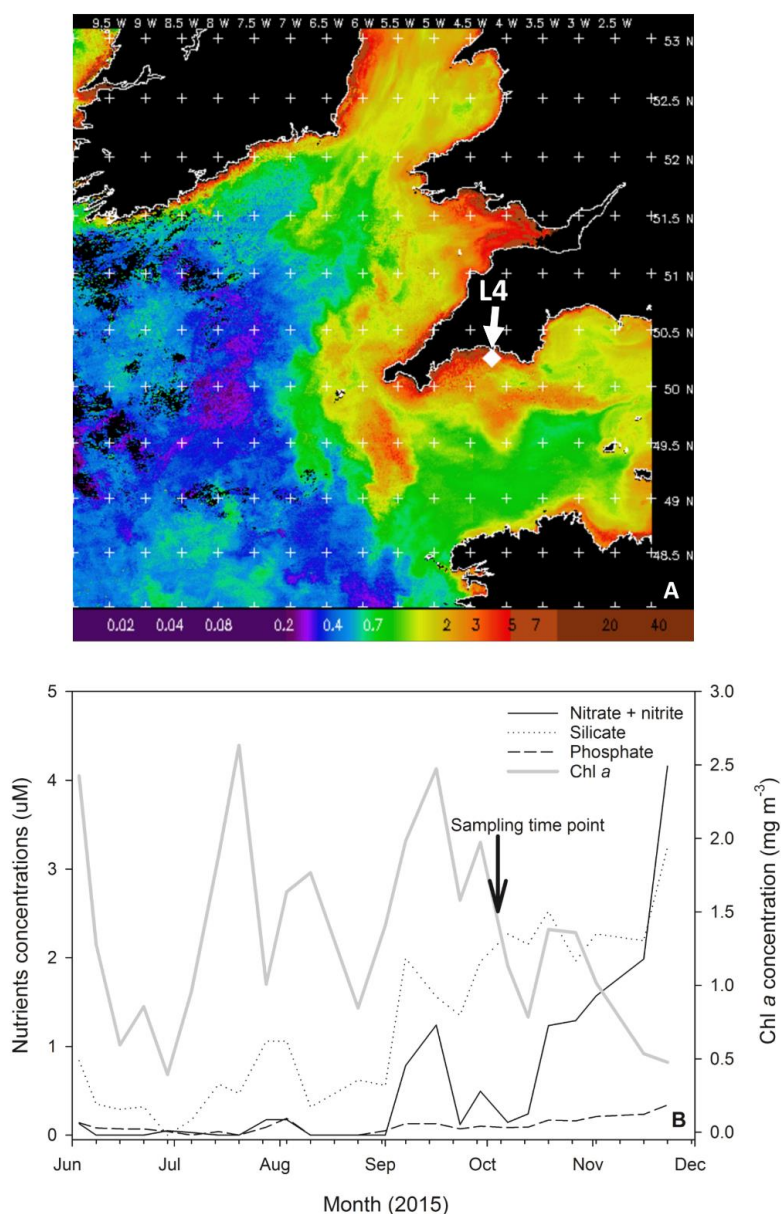 9.5 W 9 W 8.5 W 8 W 7.5 W 7 W 6.5 W 6 W 5.5 W 5 W 4.5 W 4 W 3.5 W 3 W 2.5 W
53 N
52.5 N
52 N
51.5 N
51 N
L4
50.5 N
50 N
49.5 N
49 N
48.5 N
A
0.02 0.04 0.08 0.2 0.4 0.7 2 3 5 7 20 40
5 3.0
Nitrate + nitrite
Silicate
Phosphate
Chl a
4 2.5
Sampling time point
2.0
3
1.5
2
1.0
1
0.5
B
0 0.0
Jun Jul Aug Sep Oct Nov Dec
Month (2015)
Nutrients concentrations (uM)
Chl a concentration (mg m⁻³)